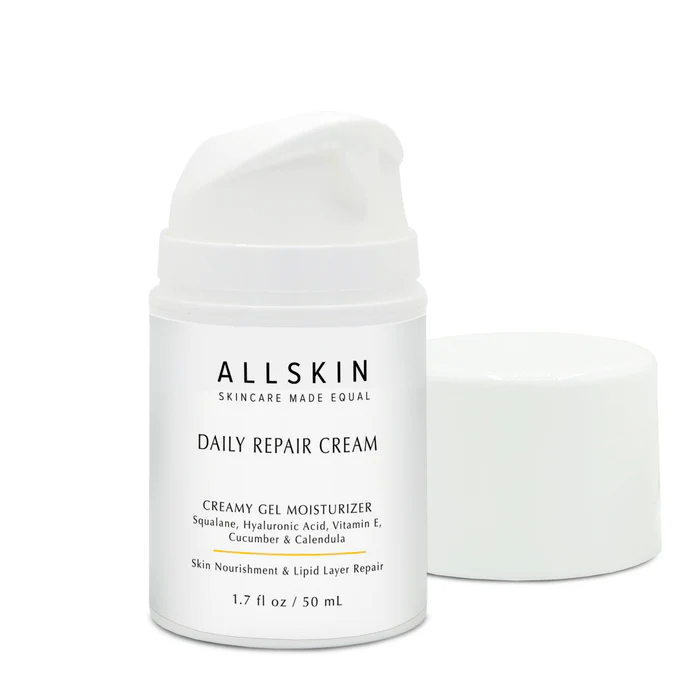 ALLSKIN
SKINCARE MADE EQUAL
DAILY REPAIR CREAM
CREAMY GEL MOISTURIZER
Squalane, Hyaluronic Acid, Vitamin E,
Cucumber & Calendula
Skin Nourishment & Lipid Layer Repair
1.7 fl oz / 50 mL